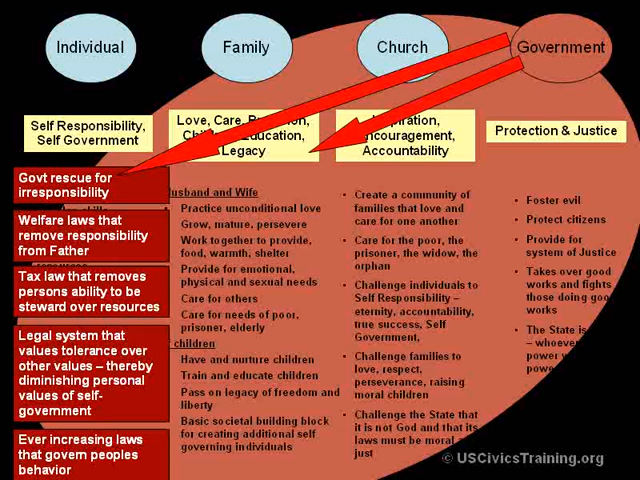 Individual
Family
Church
Government
Self Responsibility,
Self Government
Love, Care,
Education,
Legacy
Encouragement,
Accountability
Protection & Justice
Govt rescue for
irresponsibility
Welfare laws that
remove responsibility
from Father
Tax law that removes
persons ability to be
steward over resources
Legal system that
values tolerance over
other values – thereby
diminishing personal
values of self-
government
Ever increasing laws
that govern peoples
behavior
Husband and Wife
Practice unconditional love
Grow, mature, persevere
Work together to provide,
food, warmth, shelter
Provide for emotional,
physical and sexual needs
Care for others
Care for needs of poor,
prisoner, elderly
children
Have and nurture children
Train and educate children
Pass on legacy of freedom and
liberty
Basic societal building block
for creating additional self
governing individuals
• Create a community of
families that love and
care for one another
• Care for the poor, the
prisoner, the widow, the
orphan
• Challenge individuals to
Self Responsibility –
eternity, accountability,
true success, Self
Government,
• Challenge families to
love, respect,
perseverance, raising
moral children
• Challenge the State that
it is not God and that its
laws must be moral
just
• Foster evil
• Protect citizens
• Provide for
system of Justice
• Takes over good
works and fights
those doing good
works
• The State is
– whoever
power
© USCivicsTraining.org